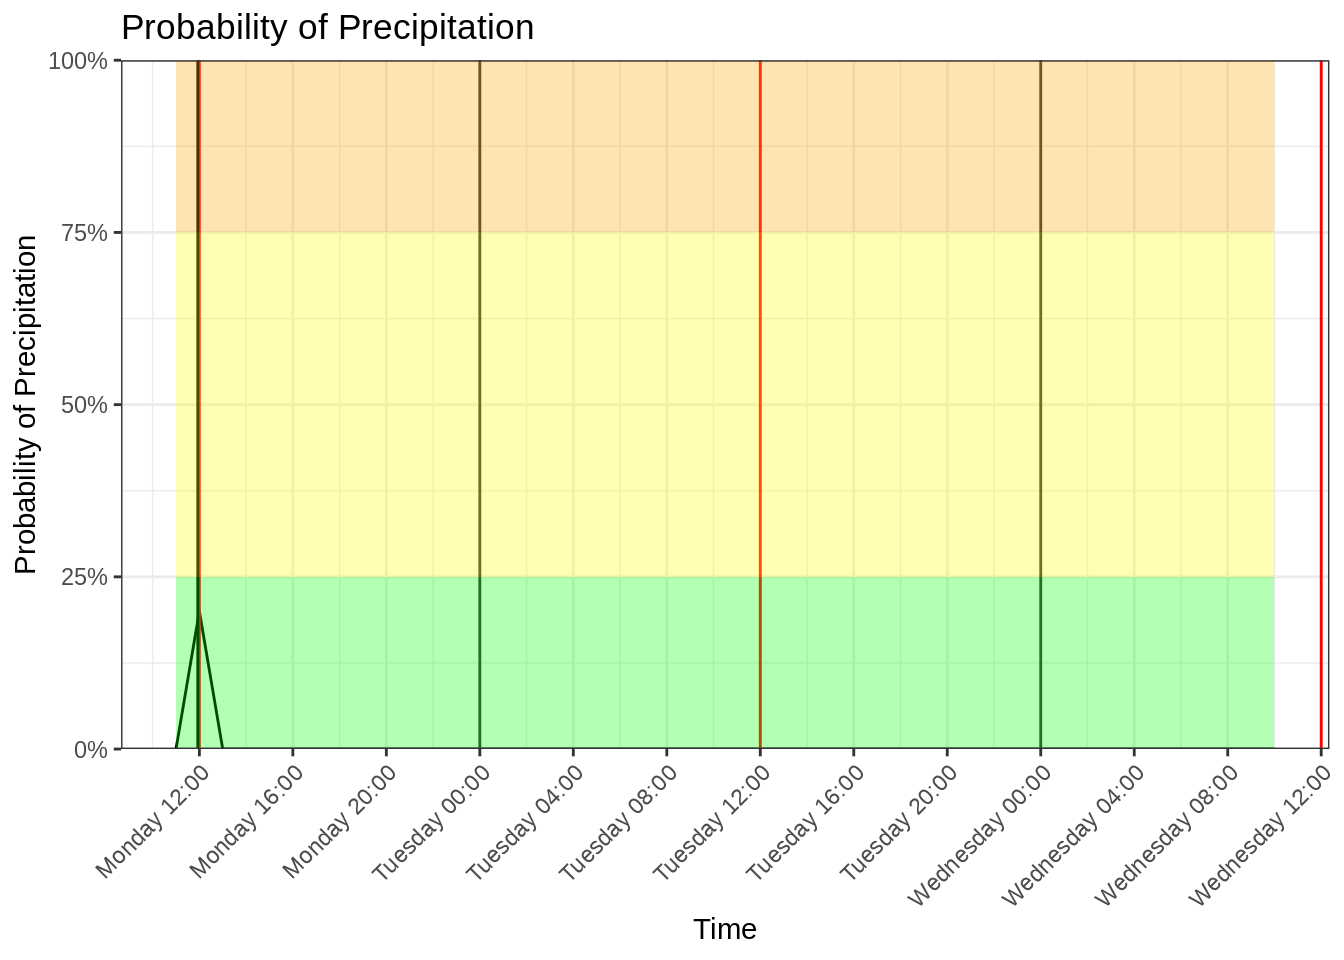 Probability of Precipitation
Probability of Precipitation
100%
75%
50%
25%
0%
Monday 12:00
Monday 16:00
Monday 20:00
Tuesday 00:00
Tuesday 04:00
Tuesday 08:00
Tuesday 12:00
Tuesday 16:00
Tuesday 20:00
Wednesday 00:00
Wednesday 04:00
Wednesday 08:00
Wednesday 12:00
Time